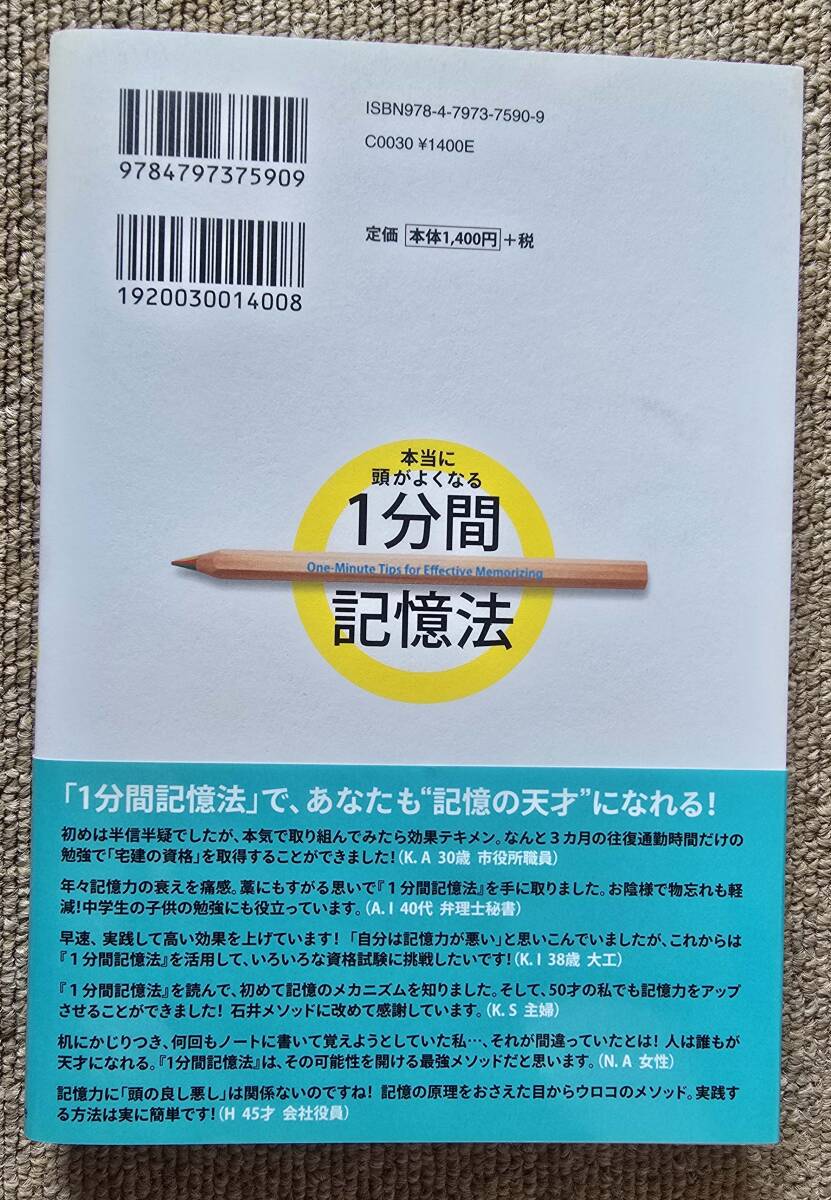 ISBN978-4-7973-7590-9
C0030 ¥1400E
9784797375909
定価 本体1,400円 +税
1920030014008
本当に
頭がよくなる
1分間
One-Minute Tips for Effective Memorizing
記憶法
「1分間記憶法」で、あなたも“記憶の天才”になれる!
初めは半信半疑でしたが、本気で取り組んでみたら効果テキメン。なんと3カ月の往復通勤時間だけの
勉強で「宅建の資格」を取得することができました!(K. A 30歳 市役所職員)
年々記憶力の衰えを痛感。藁にもすがる思いで『1分間記憶法』を手に取りました。お陰様で物忘れも軽
減!中学生の子供の勉強にも役立っています。(A. I 40代 弁理士秘書)
早速、実践して高い効果を上げています! 「自分は記憶力が悪い」と思いこんでいましたが、これからは
『1分間記憶法』を活用して、いろいろな資格試験に挑戦したいです!(K. I 38歳 大工)
『1分間記憶法』を読んで、初めて記憶のメカニズムを知りました。そして、50才の私でも記憶力をアップ
させることができました! 石井メソッドに改めて感謝しています。(K. S 主婦)
机にかじりつき、何回もノートに書いて覚えようとしていた私…、それが間違っていたとは! 人は誰もが
天才になれる。『1分間記憶法』は、その可能性を開ける最強メソッドだと思います。(N. A 女性)
記憶力に「頭の良し悪し」は関係ないのですね! 記憶の原理をおさえた目からウロコのメソッド。実践す
る方法は実に簡単です!(H 45才 会社役員)